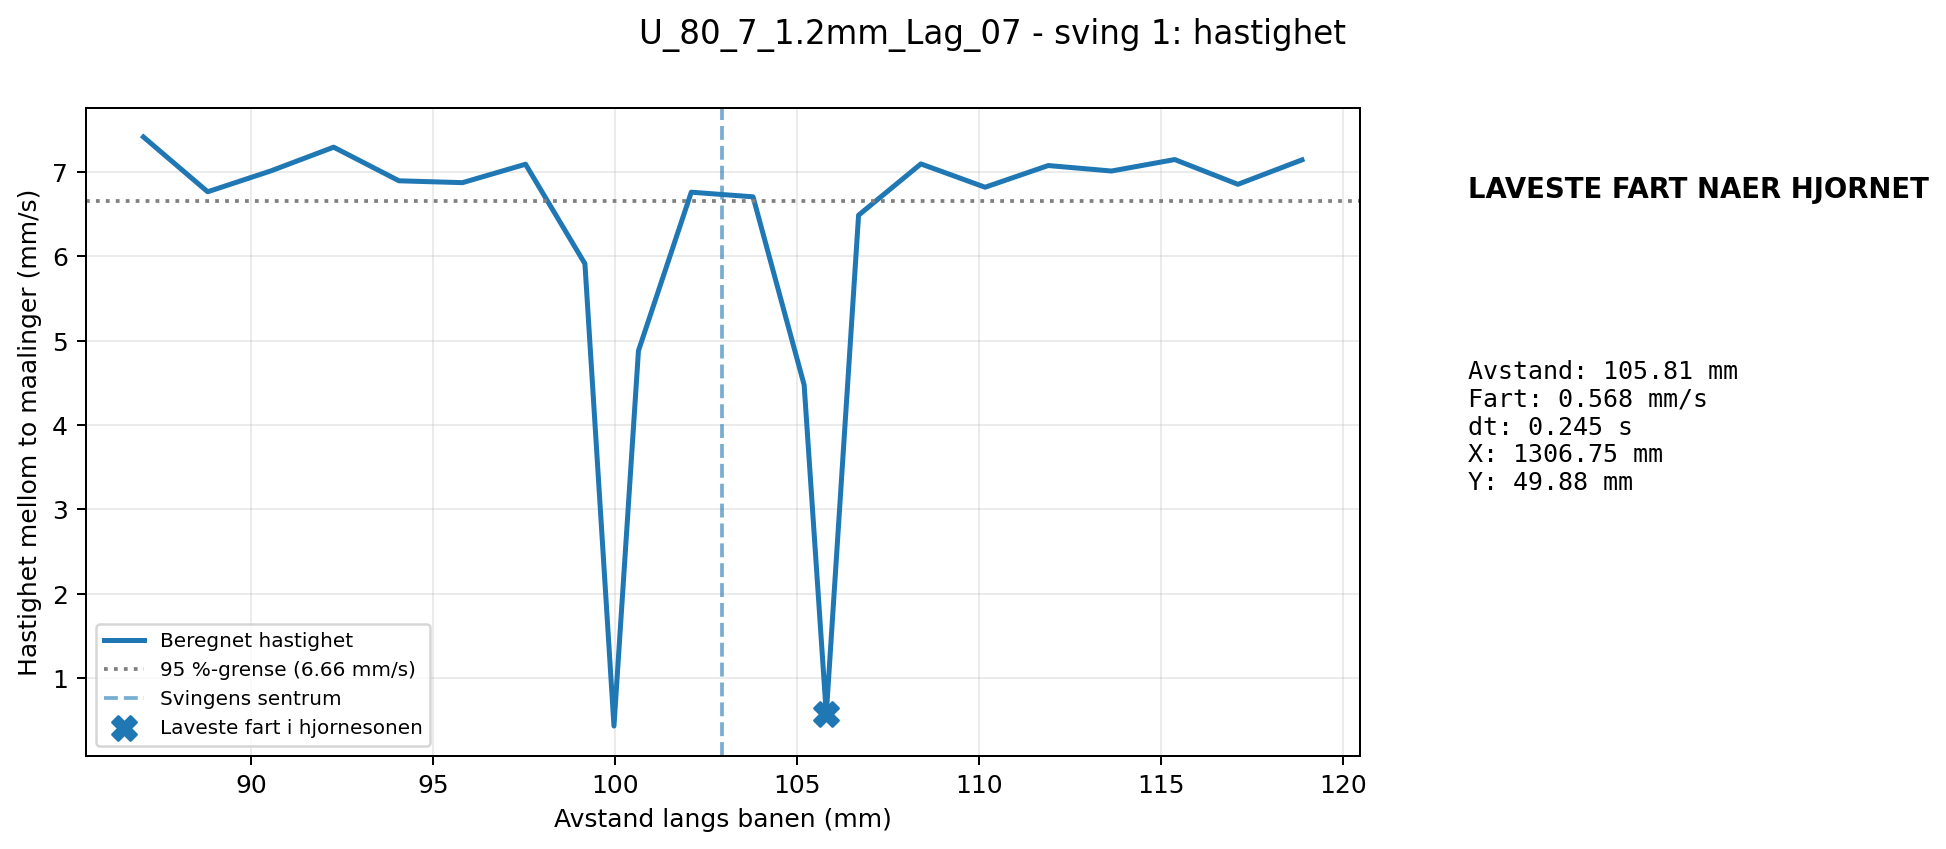 U_80_7_1.2mm_Lag_07 - sving 1: hastighet
Hastighet mellom to maalinger (mm/s)
7
6
5
4
3
2
1
Beregnet hastighet
95 %-grense (6.66 mm/s)
Svingens sentrum
Laveste fart i hjornesonen
90
95
100
105
110
115
120
Avstand langs banen (mm)
LAVESTE FART NAER HJORNET
Avstand: 105.81 mm
Fart: 0.568 mm/s
dt: 0.245 s
X: 1306.75 mm
Y: 49.88 mm